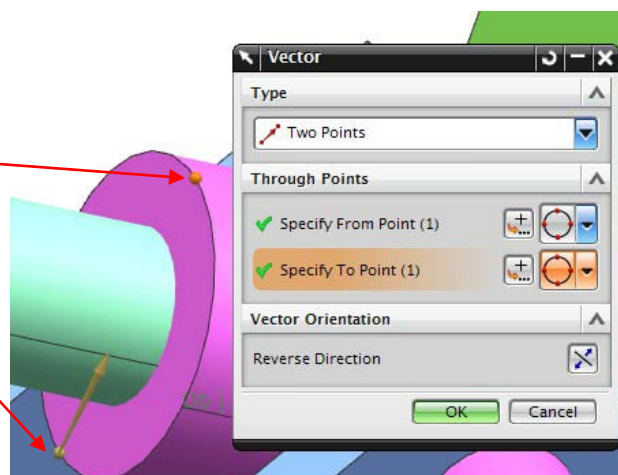 Vector
Type
Two Points
Through Points
Specify From Point (1)
Specify To Point (1)
Vector Orientation
Reverse Direction
OK Cancel